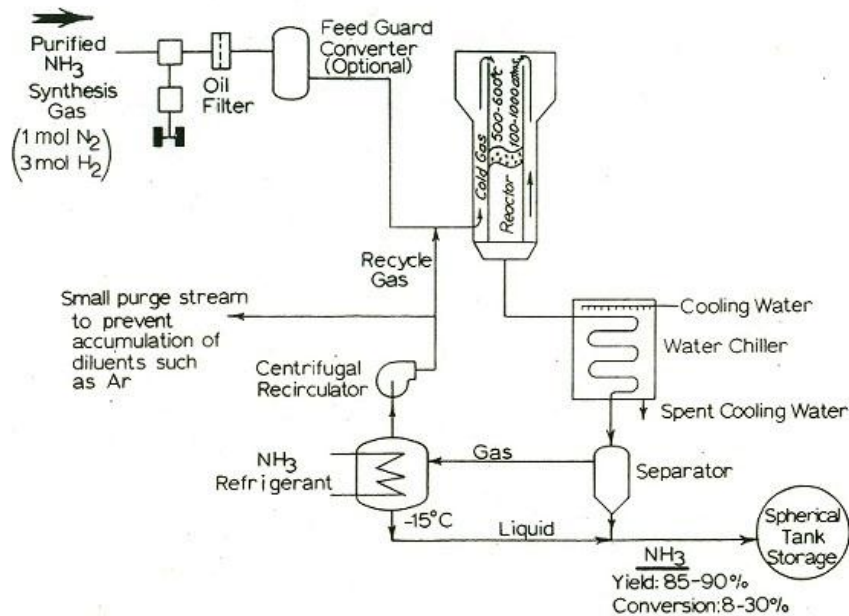 Purified
NH3
Synthesis
Gas
(1 mol N2
3 mol H2)
Oil
Filter
Feed Guard
Converter
(Optional)
Cold Gas
500-600°C
100-1000 atms
Reactor
Recycle
Gas
Small purge stream
to prevent
accumulation of
diluents such
as Ar
Centrifugal
Recirculator
Cooling Water
Water Chiller
Spent Cooling Water
NH3
Refrigerant
Gas
Separator
-15°C
Liquid
Spherical
Tank
Storage
NH3
Yield: 85-90%
Conversion: 8-30%